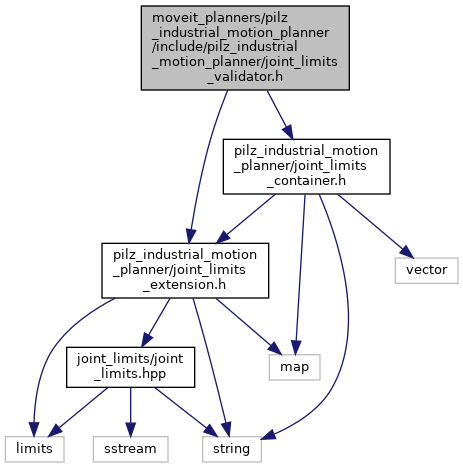 moveit_planners/pilz
_industrial_motion_planner
/include/pilz_industrial
_motion_planner/joint_limits
_validator.h
pilz_industrial_motion
_planner/joint_limits
_container.h
pilz_industrial_motion
_planner/joint_limits
_extension.h
vector
joint_limits/joint
_limits.hpp
map
limits
sstream
string